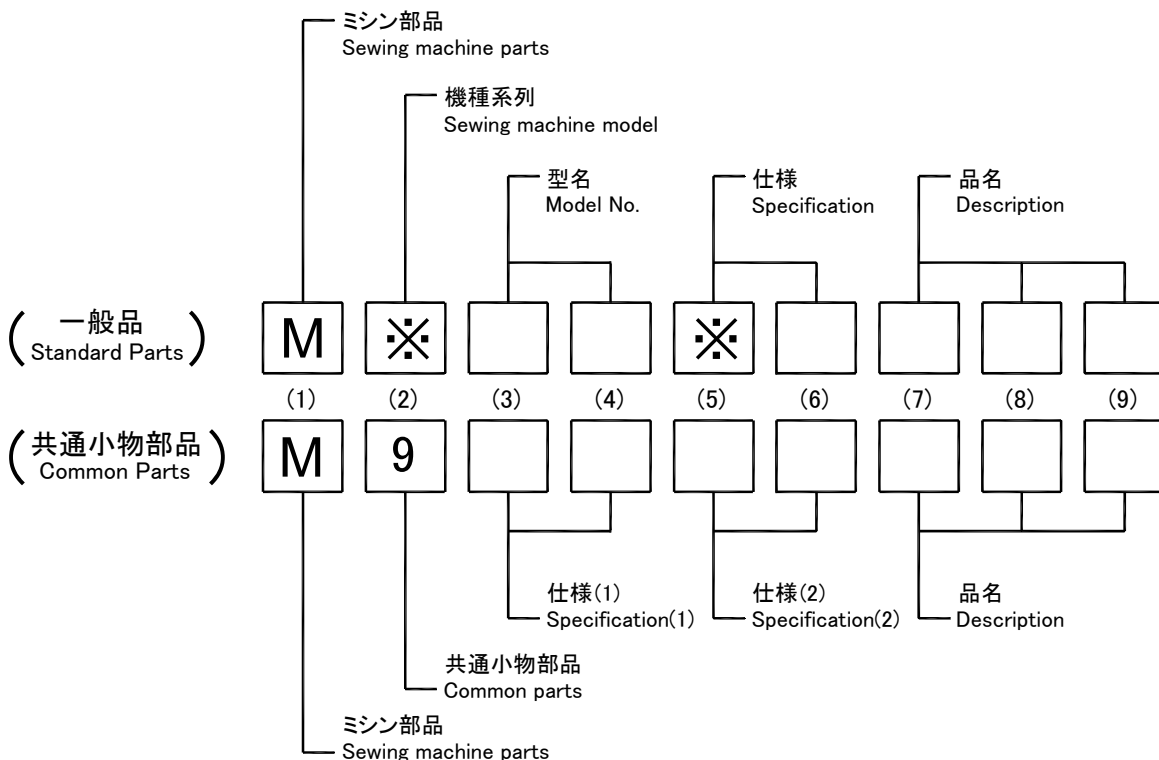 ミシン部品
Sewing machine parts
機種系列
Sewing machine model
型名
Model No.
仕様
Specification
品名
Description
一般品
Standard Parts
M ※ ※
(1) (2) (3) (4) (5) (6) (7) (8) (9)
共通小物部品
Common Parts
M 9
仕様(1)
Specification(1)
仕様(2)
Specification(2)
品名
Description
共通小物部品
Common parts
ミシン部品
Sewing machine parts